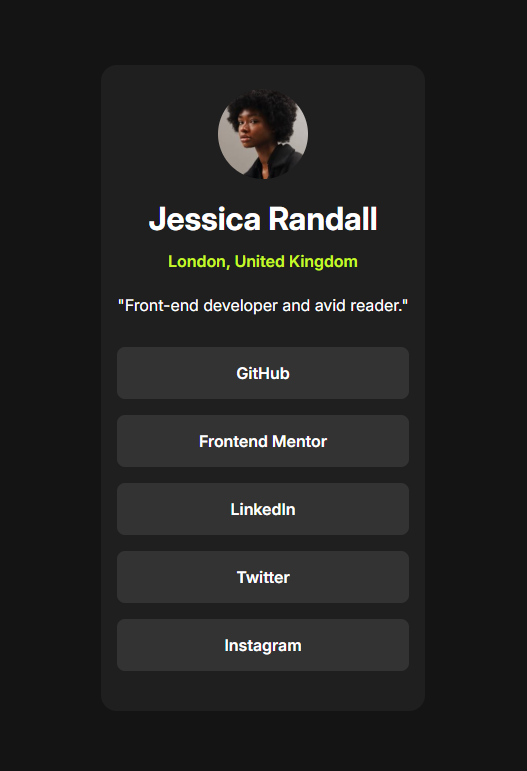 Jessica Randall
London, United Kingdom
"Front-end developer and avid reader."
GitHub
Frontend Mentor
LinkedIn
Twitter
Instagram